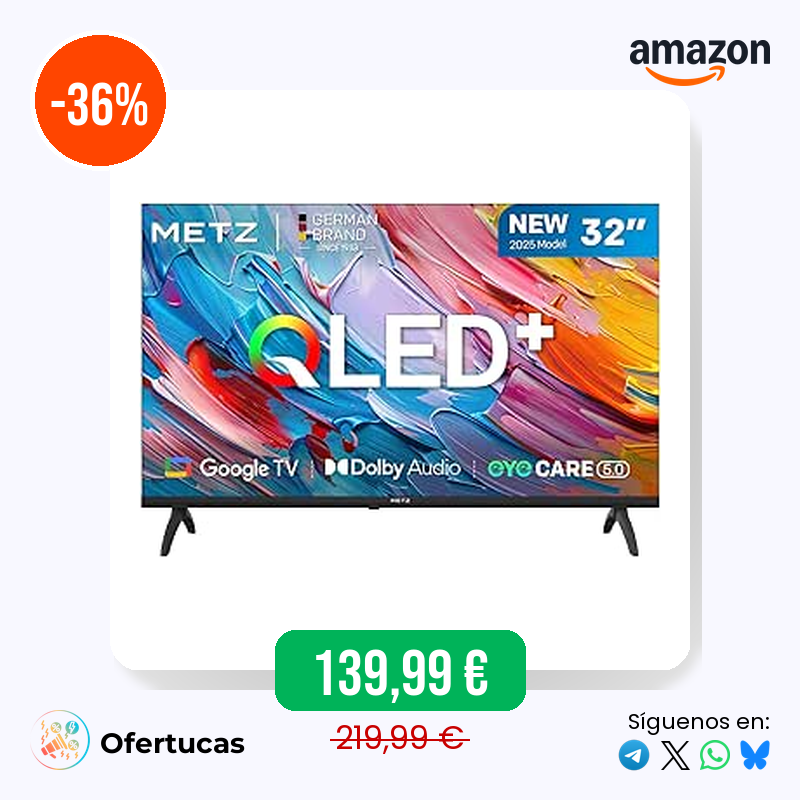 -36%
amazon
METZ
GERMAN
BRAND
SINCE 1938
NEW
2025 Model
32”
QLED+
Google TV
Dolby Audio
eye CARE 5.0
METZ
139,99 €
219,99 €
Ofertucas
Síguenos en: